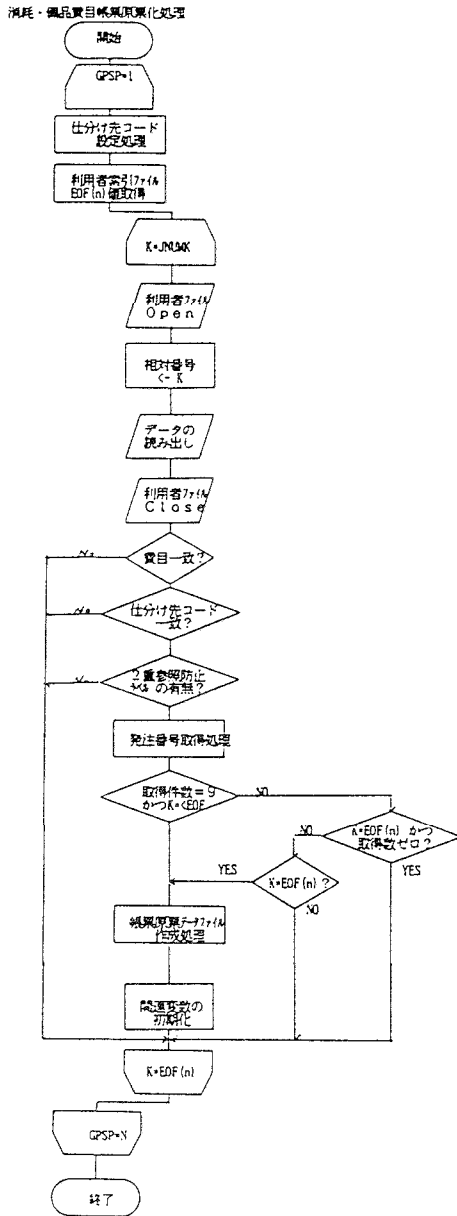 消耗・備品費目帳票原票化処理
開始
GPSP=1
仕分け先コード
設定処理
利用者索引ファイル
EOF(n)値取得
K=JNUMK
利用者ファイル
Open
相対番号
<- K
データの
読み出し
利用者ファイル
Close
費目一致?
No
仕分け先コード
一致?
No
2重参照防止
ラベル の有無?
発注番号取得処理
取得件数=9
かつK=<EOF
NO
K=EOF(n) かつ
取得数ゼロ?
NO
YES
K=EOF(n) ?
YES
NO
帳票原票データファイル
作成処理
関連変数の
初期化
K=EOF(n)
GPSP=N
終了